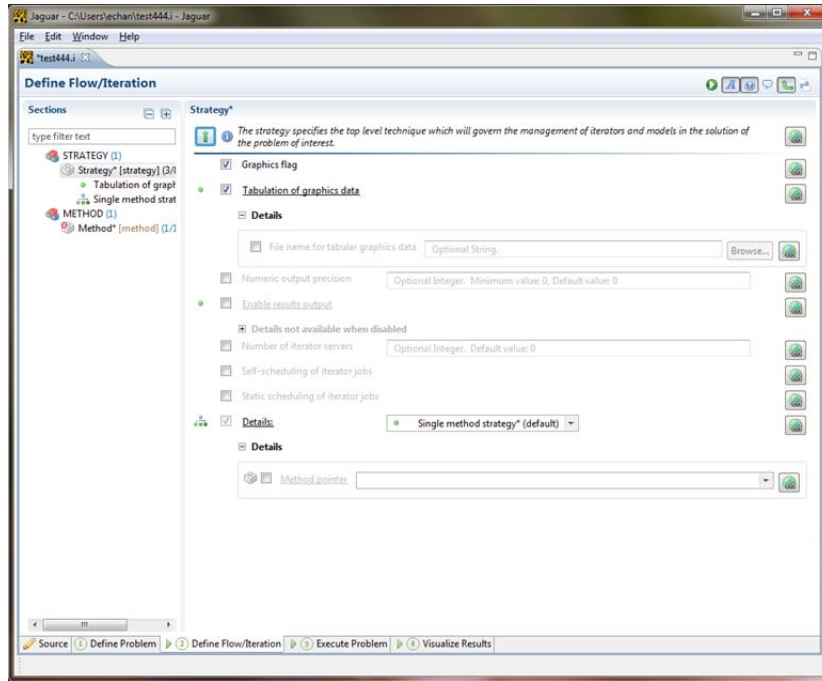 Jaguar - C:\Users\echan\test444.i - Jaguar
File Edit Window Help
*test444.i
Define Flow/Iteration
Sections
type filter text
STRATEGY (1)
Strategy* [strategy] (3/
Tabulation of graph
Single method strat
METHOD (1)
Method* [method] (1/1
Strategy*
The strategy specifies the top level technique which will govern the management of iterators and models in the solution of
the problem of interest.
Graphics flag
Tabulation of graphics data
Details
File name for tabular graphics data Optional String. Browse...
Numeric output precision Optional Integer. Minimum value: 0, Default value: 0
Enable results output
Details not available when disabled
Number of iterator servers Optional Integer. Default value: 0
Self-scheduling of iterator jobs
Static scheduling of iterator jobs
Details: Single method strategy* (default)
Details
Method pointer
Source 1 Define Problem 2 Define Flow/Iteration 3 Execute Problem 4 Visualize Results